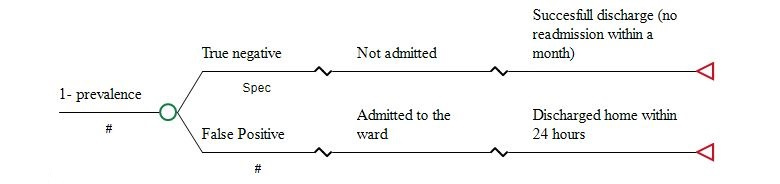 Succesfull discharge (no
readmission within a
month)
True negative
Not admitted
Spec
1- prevalence
#
False Positive
Admitted to the
ward
Discharged home within
24 hours
#